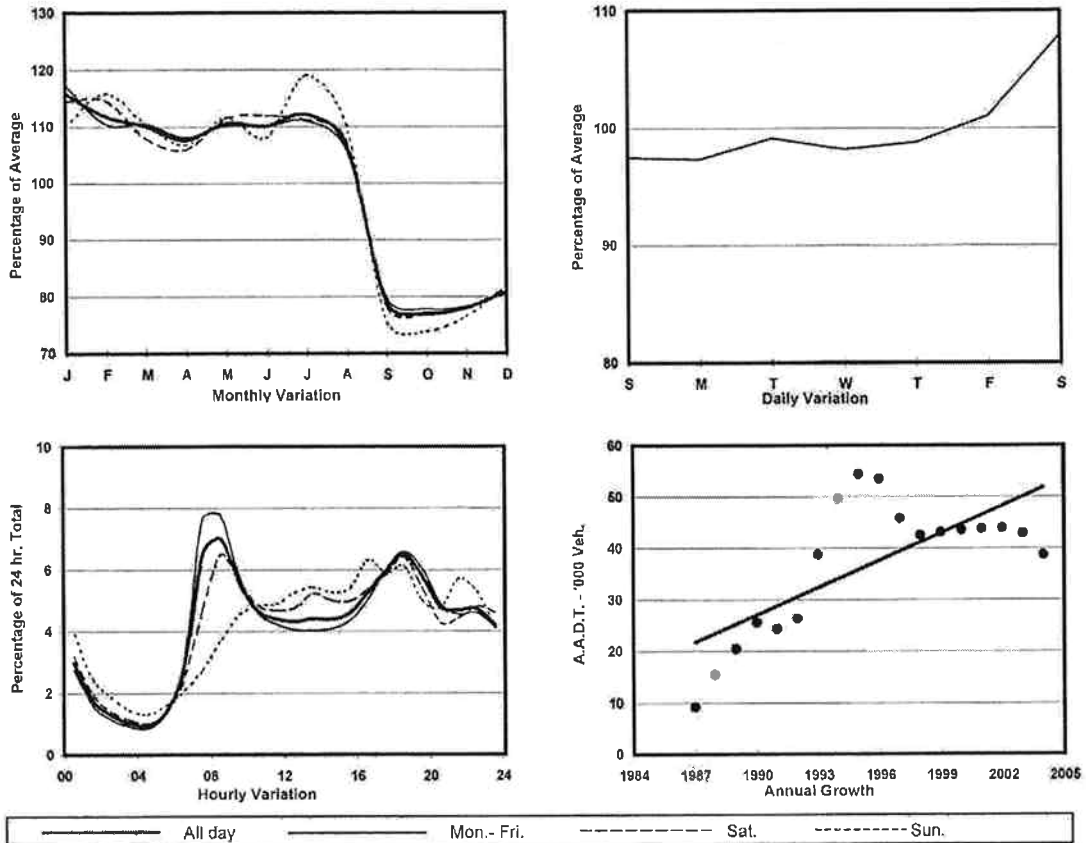 130
120
110
100
90
80
70
Percentage of Average
J F M A M J J A S O N D
Monthly Variation
110
100
90
80
Percentage of Average
S M T W T F S
Daily Variation
10
8
6
4
2
0
Percentage of 24 hr. Total
00 04 08 12 16 20 24
Hourly Variation
60
50
40
30
20
10
0
A.A.D.T. - '000 Veh.
1984 1987 1990 1993 1996 1999 2002 2005
Annual Growth
All day Mon.- Fri. Sat. Sun.